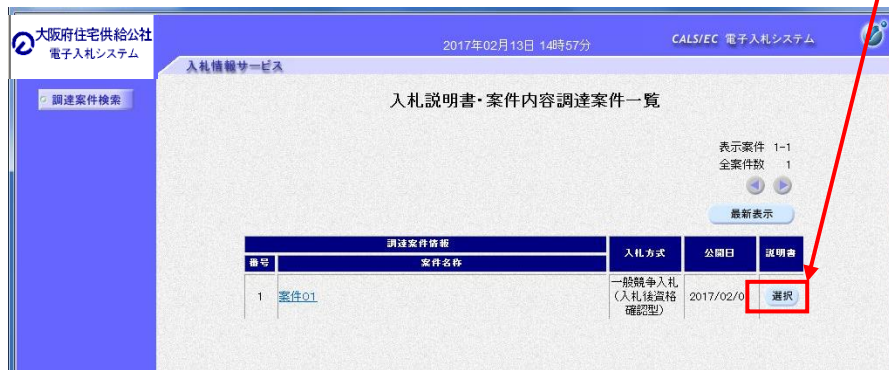 大阪府住宅供給公社
電子入札システム
2017年02月13日 14時57分
CALS/EC 電子入札システム
入札情報サービス
調達案件検索
入札説明書・案件内容調達案件一覧
表示案件 1-1
全案件数 1
最新表示
調達案件情報
入札方式
公開日
説明書
番号
案件名称
1
案件01
一般競争入札
(入札後資格
確認型)
2017/02/0
選択